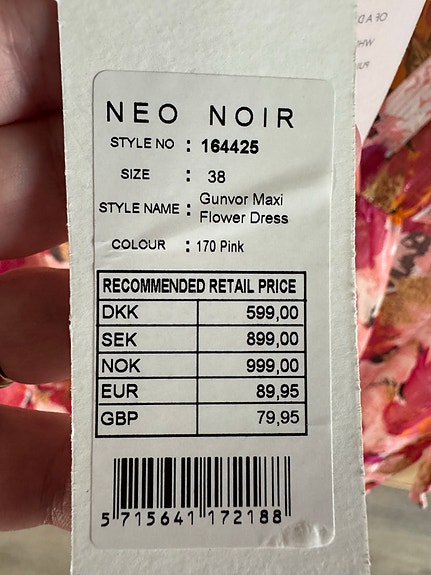 NEO NOIR
STYLE NO : 164425
SIZE : 38
STYLE NAME : Gunvor Maxi
Flower Dress
COLOUR : 170 Pink
RECOMMENDED RETAIL PRICE
DKK 599,00
SEK 899,00
NOK 999,00
EUR 89,95
GBP 79,95
5 715641 172188